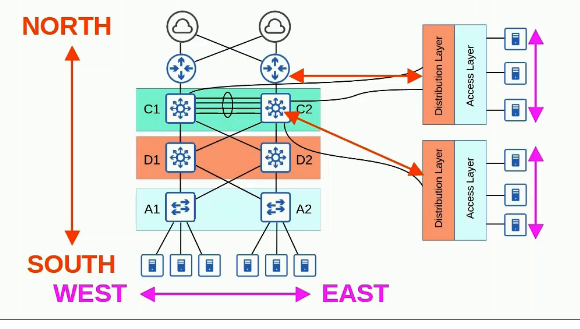 NORTH
C1
C2
D1
D2
A1
A2
SOUTH
WEST
EAST
Distribution Layer
Access Layer
Distribution Layer
Access Layer